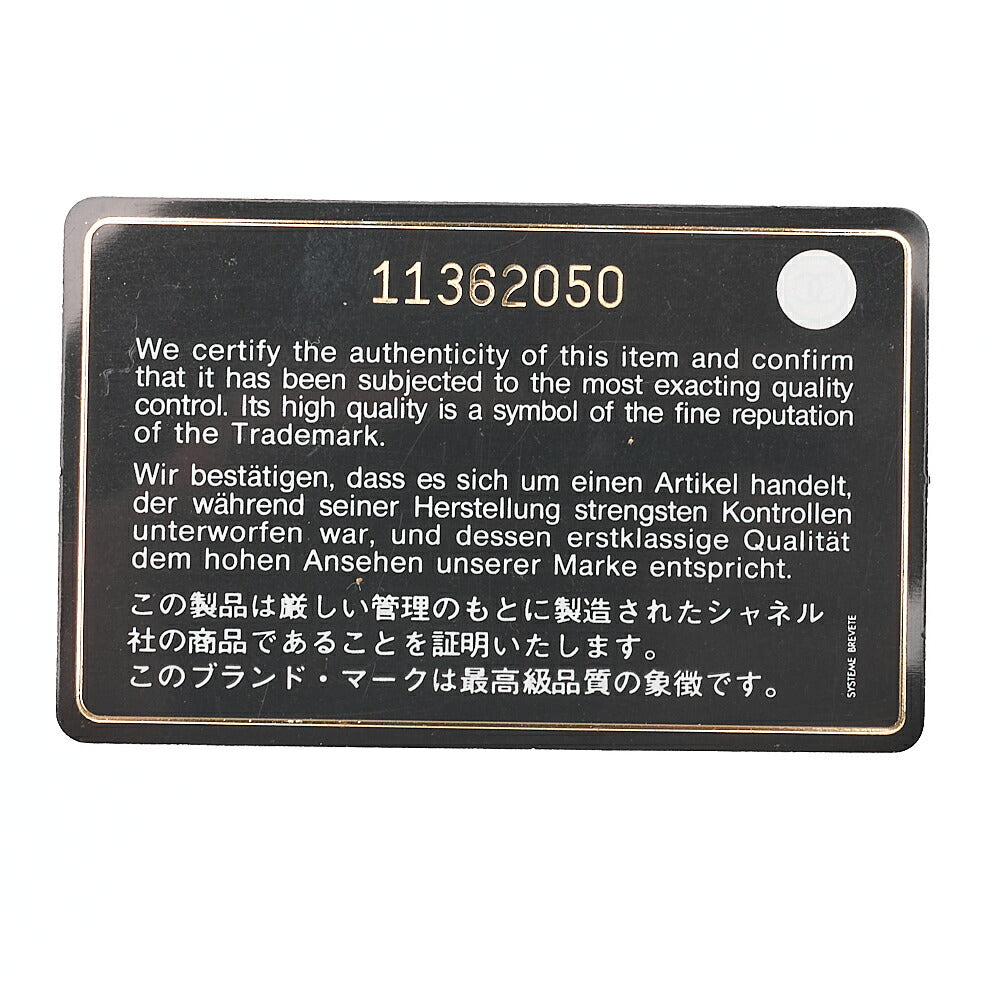 11362050
We certify the authenticity of this item and confirm
that it has been subjected to the most exacting quality
control. Its high quality is a symbol of the fine reputation
of the Trademark.
Wir bestätigen, dass es sich um einen Artikel handelt,
der während seiner Herstellung strengsten Kontrollen
unterworfen war, und dessen erstklassige Qualität
dem hohen Ansehen unserer Marke entspricht.
この製品は厳しい管理のもとに製造されたシャネル
社の商品であることを証明いたします。
このブランド・マークは最高級品質の象徴です。
SYSTEME BREVETE